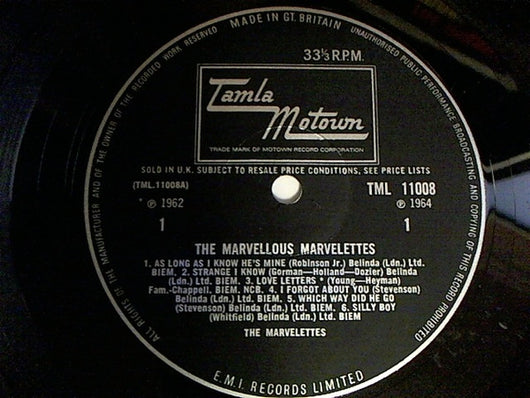 MADE IN GT. BRITAIN
UNAUTHORISED PUBLIC PERFORMANCE BROADCASTING AND COPYING OF THIS RECORD PROHIBITED
ALL RIGHTS OF THE MANUFACTURER AND OF THE OWNER OF THE RECORDED WORK RESERVED
33⅓ R.P.M.
Tamla
Motown
TRADE MARK OF MOTOWN RECORD CORPORATION
SOLD IN U.K. SUBJECT TO RESALE PRICE CONDITIONS, SEE PRICE LISTS
(TML.11008A) TML 11008
* ℗ 1962 ℗ 1964
1 1
THE MARVELLOUS MARVELETTES
1. AS LONG AS I KNOW HE'S MINE (Robinson Jr.) Belinda (Ldn.) Ltd.
BIEM. 2. STRANGE I KNOW (Gorman—Holland—Dozier) Belinda
(Ldn.) Ltd. BIEM. 3. LOVE LETTERS * (Young—Heyman)
Fam.-Chappell. BIEM. NCB. 4. I FORGOT ABOUT YOU (Stevenson)
Belinda (Ldn.) Ltd. BIEM. 5. WHICH WAY DID HE GO
(Stevenson) Belinda (Ldn.) Ltd. BIEM. 6. SILLY BOY
(Whitfield) Belinda (Ldn.) Ltd. BIEM
THE MARVELETTES
E.M.I. RECORDS LIMITED